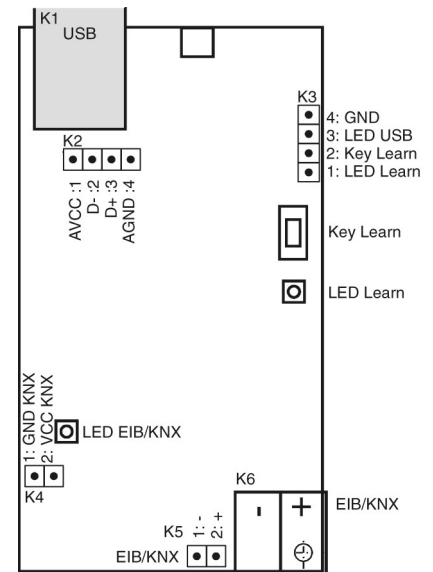 K1
USB
K3
4: GND
3: LED USB
2: Key Learn
1: LED Learn
K2
AVCC :1
D- :2
D+ :3
AGND :4
Key Learn
LED Learn
1: GND KNX
2: VCC KNX
LED EIB/KNX
K4
K6
- +
EIB/KNX
K5
1: -
2: +
EIB/KNX